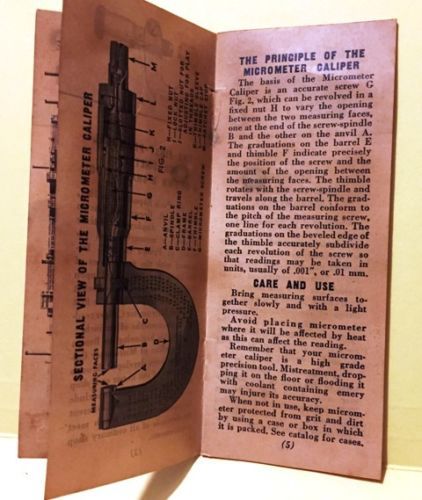 SECTIONAL VIEW OF THE MICROMETER CALIPER
MEASURING FACES
FIG. 2
A—ANVIL
B—SPINDLE
C—CLAMP RING
D—FRAME
E—BARREL
F—THIMBLE
G—MICROMETER SCREW
H—FIXED NUT
M
L
K
J
H
G
F
E
C
B
D
A
THE PRINCIPLE OF THE
MICROMETER CALIPER
The basis of the Micrometer
Caliper is an accurate screw G
Fig. 2, which can be revolved in a
fixed nut H to vary the opening
between the two measuring faces,
one at the end of the screw-spindle
B and the other on the anvil A.
The graduations on the barrel E
and thimble F indicate precisely
the position of the screw and the
amount of the opening between
the measuring faces. The thimble
rotates with the screw-spindle and
travels along the barrel. The grad-
uations on the barrel conform to
the pitch of the measuring screw,
one line for each revolution. The
graduations on the beveled edge of
the thimble accurately subdivide
each revolution of the screw so
that readings may be taken in
units, usually of .001", or .01 mm.
CARE AND USE
Bring measuring surfaces to-
gether slowly and with a light
pressure.
Avoid placing micrometer
where it will be affected by heat
as this can affect the reading.
Remember that your microm-
eter caliper is a high grade
precision tool. Mistreatment, drop-
ping it on the floor or flooding it
with coolant containing emery
may injure its accuracy.
When not in use, keep microm-
eter protected from grit and dirt
by using a case or box in which
it is packed. See catalog for cases.
(5)